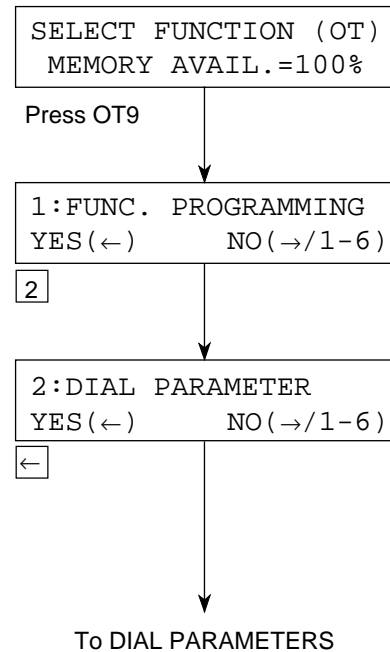 SELECT FUNCTION (OT)
MEMORY AVAIL.=100%
Press OT9
1:FUNC. PROGRAMMING
YES(←) NO(→/1-6)
2
2:DIAL PARAMETER
YES(←) NO(→/1-6)
←
To DIAL PARAMETERS